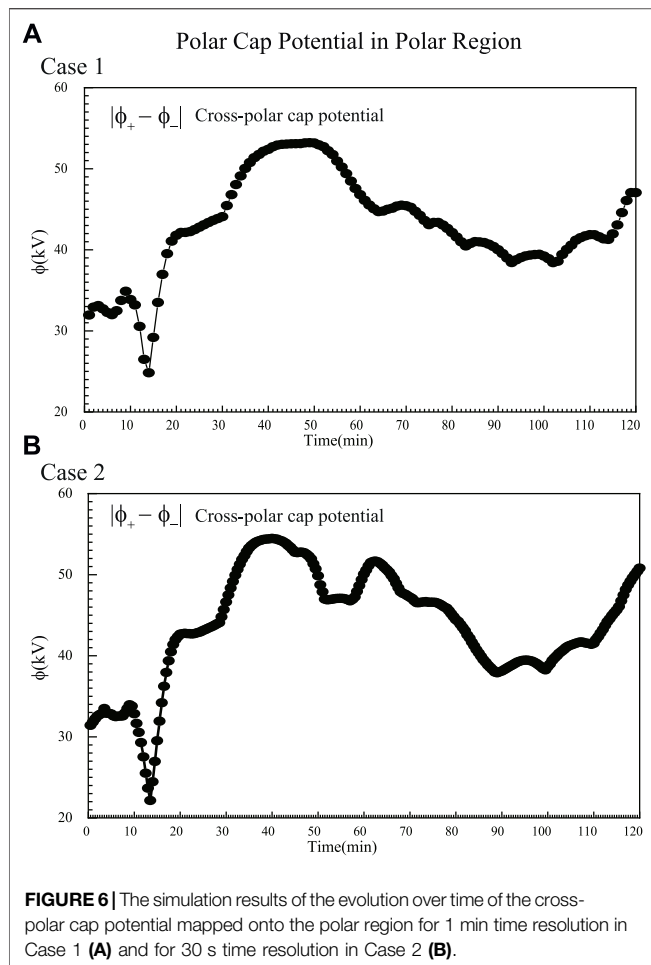 A
Polar Cap Potential in Polar Region
Case 1
|ϕ₊ − ϕ₋| Cross-polar cap potential
60
50
40
30
20
ϕ(kV)
0 10 20 30 40 50 60 70 80 90 100 110 120
Time(min)
B
Case 2
|ϕ₊ − ϕ₋| Cross-polar cap potential
60
50
40
30
20
ϕ(kV)
0 10 20 30 40 50 60 70 80 90 100 110 120
Time(min)
FIGURE 6 | The simulation results of the evolution over time of the cross-
polar cap potential mapped onto the polar region for 1 min time resolution in
Case 1 (A) and for 30 s time resolution in Case 2 (B).